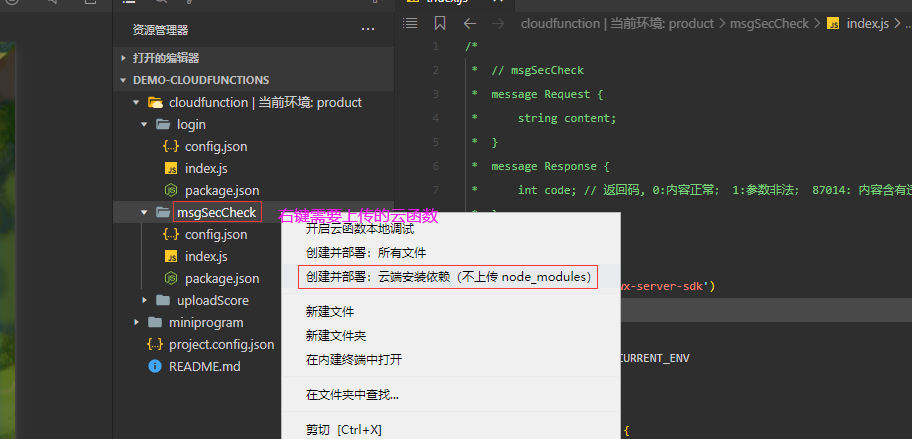 index.js
资源管理器
打开的编辑器
DEMO-CLOUDFUNCTIONS
cloudfunction | 当前环境: product
login
{..} config.json
JS index.js
package.json
msgSecCheck
{..} config.json
JS index.js
package.json
uploadScore
miniprogram
{..} project.config.json
README.md
右键需要上传的云函数
开启云函数本地调试
创建并部署：所有文件
创建并部署：云端安装依赖（不上传 node_modules）
新建文件
新建文件夹
在内建终端中打开
在文件夹中查找...
剪切 [Ctrl+X]
cloudfunction | 当前环境: product > msgSecCheck > JS index.js > ...
1 /*
2 * // msgSecCheck
3 * message Request {
4 * string content;
5 * }
6 * message Response {
7 * int code; // 返回码, 0:内容正常; 1:参数非法; 87014: 内容含有
* }
x-server-sdk')
CURRENT_ENV
{